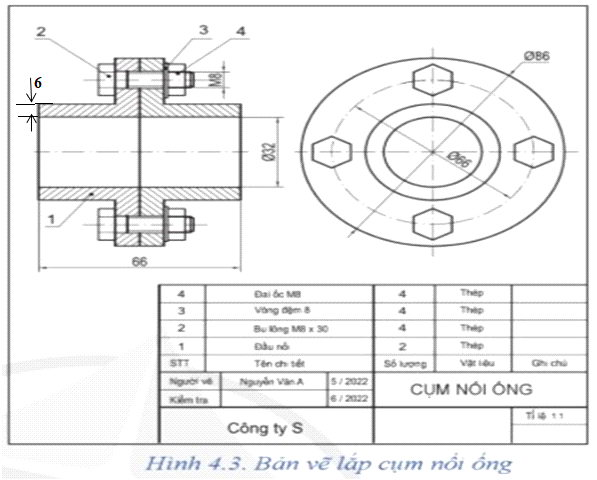 2
3
4
6
M8
Ø32
1
66
Ø86
Ø66
4 Đai ốc M8 4 Thép
3 Vòng đệm 8 4 Thép
2 Bu lông M8 x 30 4 Thép
1 Đầu nối 2 Thép
STT Tên chi tiết Số lượng Vật liệu Ghi chú
Người vẽ Nguyễn Văn A 5 / 2022
CỤM NỐI ỐNG
Kiểm tra 6 / 2022
Công ty S
Tỉ lệ 1:1
Hình 4.3. Bản vẽ lắp cụm nối ống